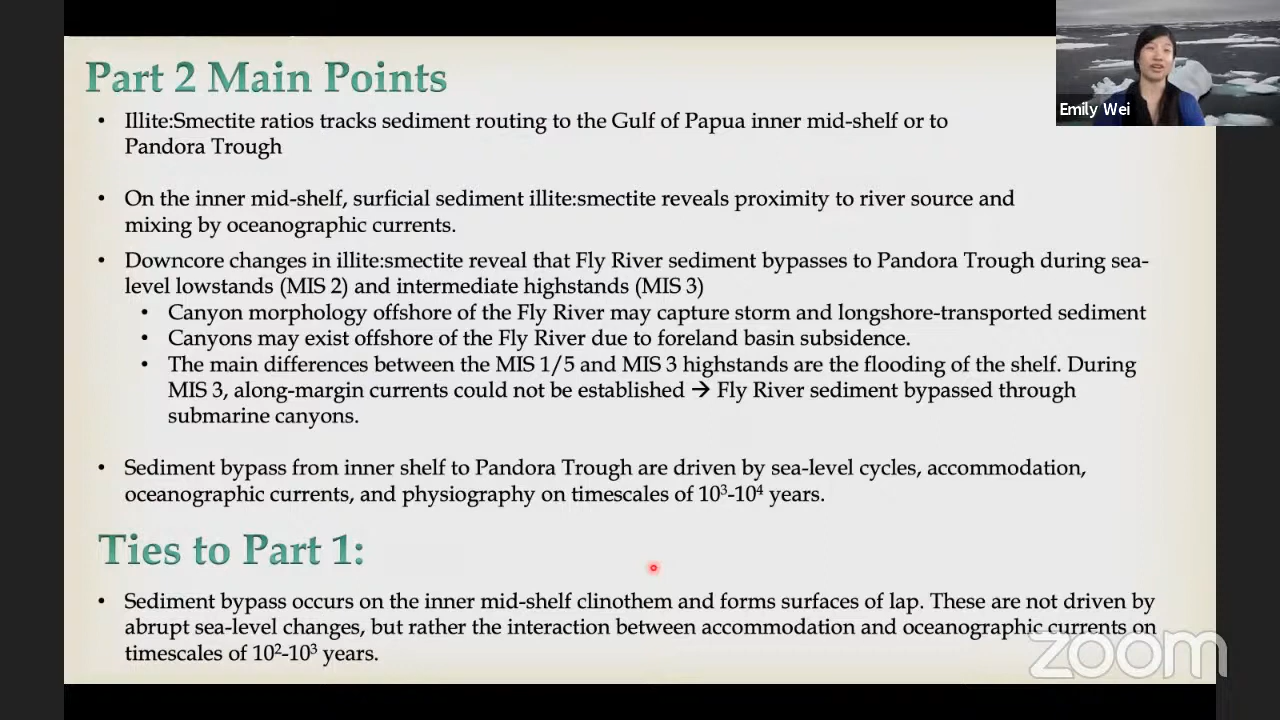 Part 2 Main Points
• Illite:Smectite ratios tracks sediment routing to the Gulf of Papua inner mid-shelf or to
Pandora Trough
• On the inner mid-shelf, surficial sediment illite:smectite reveals proximity to river source and
mixing by oceanographic currents.
• Downcore changes in illite:smectite reveal that Fly River sediment bypasses to Pandora Trough during sea-
level lowstands (MIS 2) and intermediate highstands (MIS 3)
• Canyon morphology offshore of the Fly River may capture storm and longshore-transported sediment
• Canyons may exist offshore of the Fly River due to foreland basin subsidence.
• The main differences between the MIS 1/5 and MIS 3 highstands are the flooding of the shelf. During
MIS 3, along-margin currents could not be established → Fly River sediment bypassed through
submarine canyons.
• Sediment bypass from inner shelf to Pandora Trough are driven by sea-level cycles, accommodation,
oceanographic currents, and physiography on timescales of 10³-10⁴ years.
Ties to Part 1:
• Sediment bypass occurs on the inner mid-shelf clinothem and forms surfaces of lap. These are not driven by
abrupt sea-level changes, but rather the interaction between accommodation and oceanographic currents on
timescales of 10²-10³ years.
Emily Wei
zoom